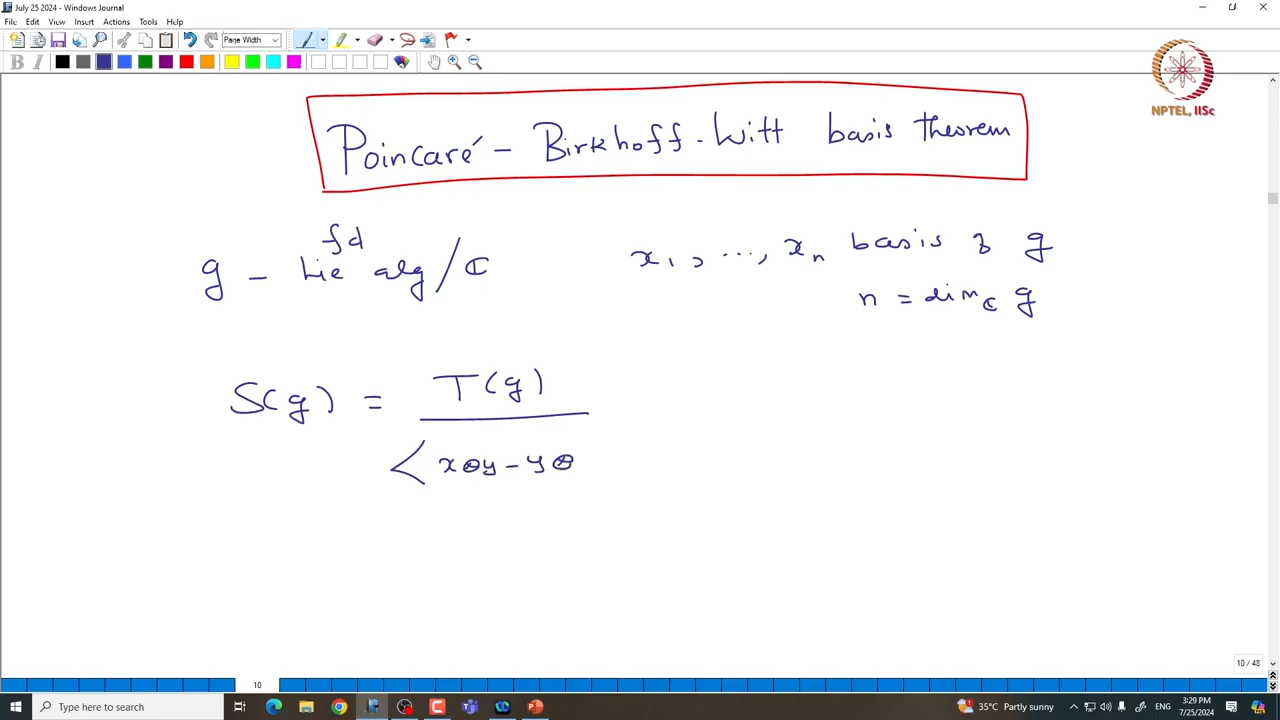 July 25 2024 - Windows Journal
File Edit View Insert Actions Tools Help
Page Width
B I
NPTEL, IISc
Poincaré - Birkhoff - Witt basis theorem
fd
g - Lie alg / ℂ x₁, ..., xₙ basis of g
n = dim_ℂ g
S(g) = T(g)
< x⊗y - y⊗
10 / 48
10
Type here to search
35°C Partly sunny
3:29 PM
7/25/2024